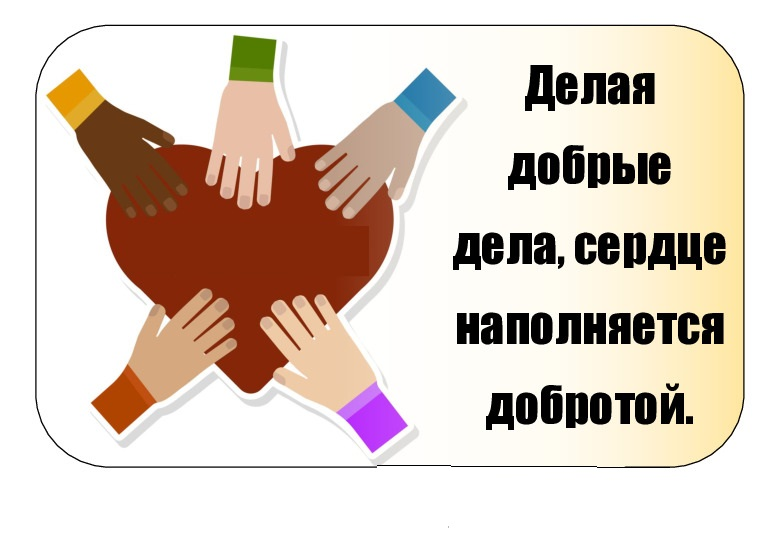 Делая
добрые
дела, сердце
наполняется
добротой.